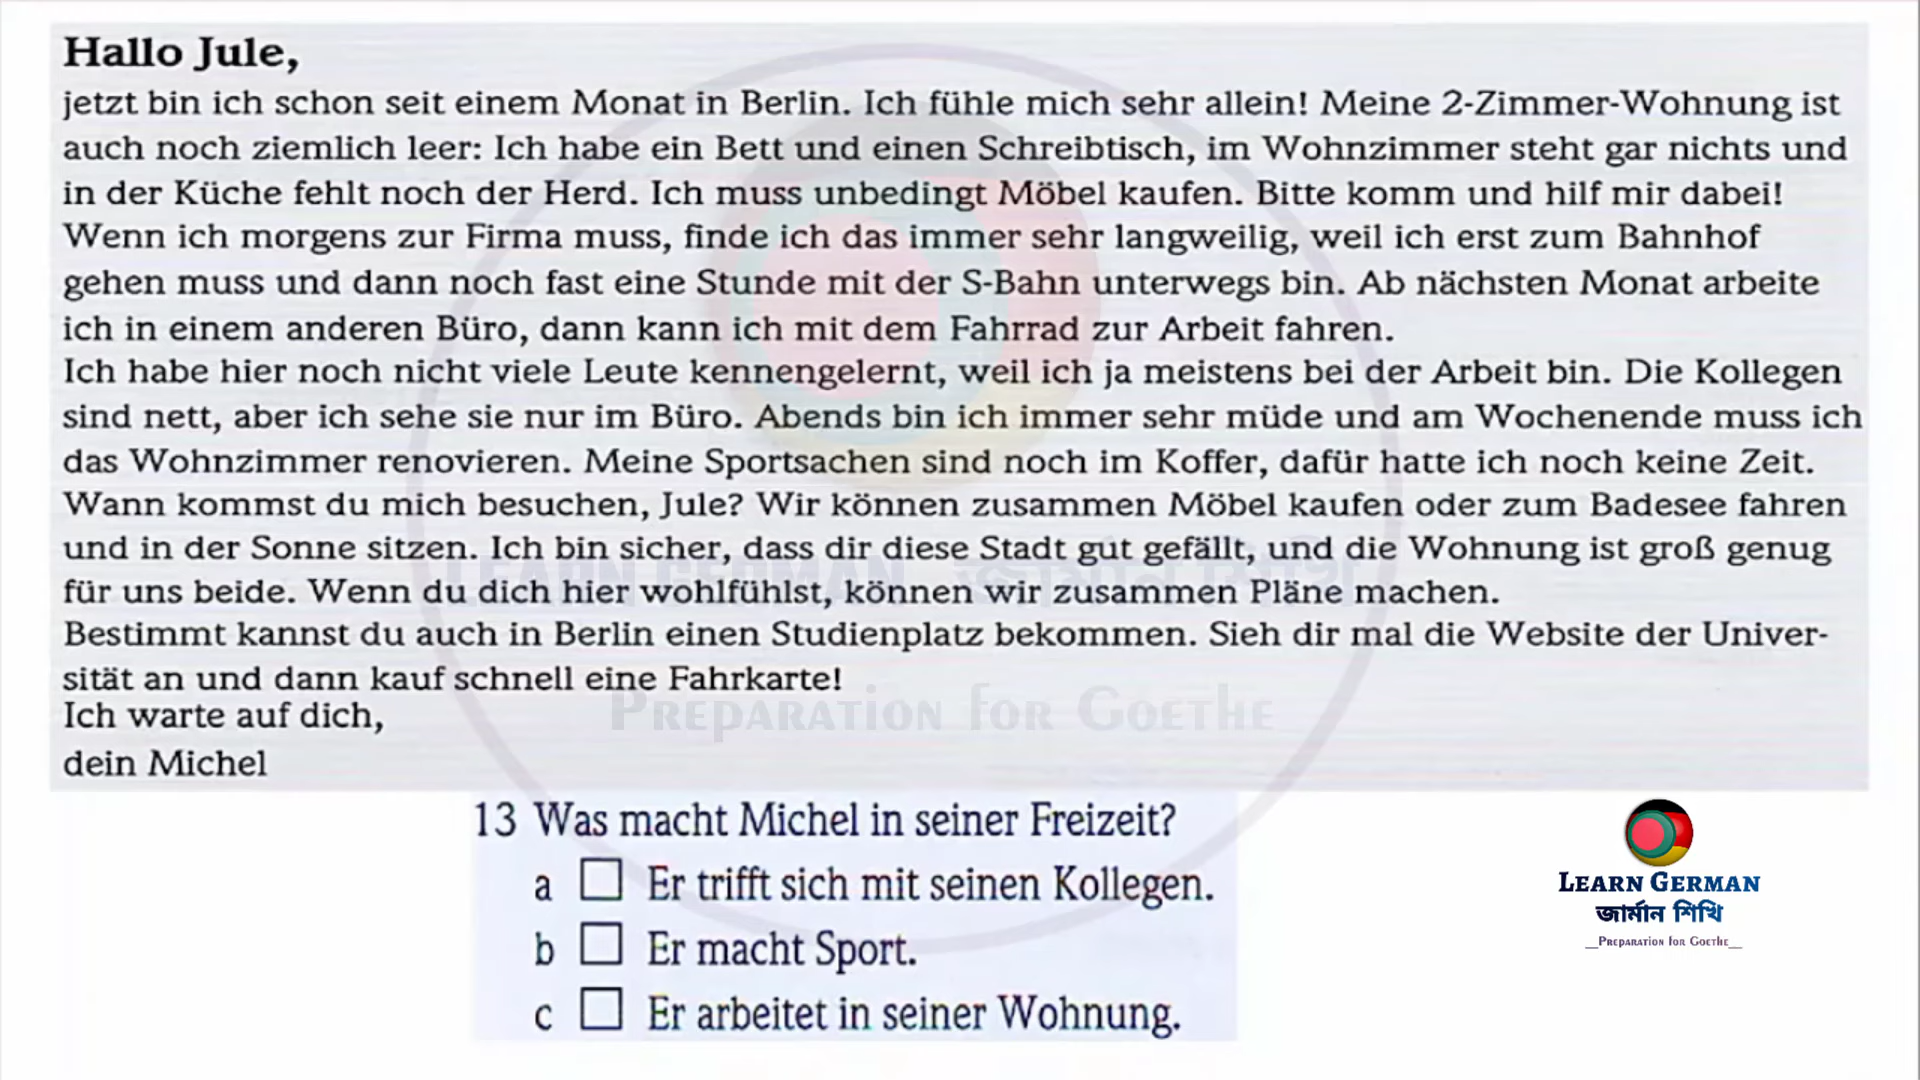 Hallo Jule,
jetzt bin ich schon seit einem Monat in Berlin. Ich fühle mich sehr allein! Meine 2-Zimmer-Wohnung ist
auch noch ziemlich leer: Ich habe ein Bett und einen Schreibtisch, im Wohnzimmer steht gar nichts und
in der Küche fehlt noch der Herd. Ich muss unbedingt Möbel kaufen. Bitte komm und hilf mir dabei!
Wenn ich morgens zur Firma muss, finde ich das immer sehr langweilig, weil ich erst zum Bahnhof
gehen muss und dann noch fast eine Stunde mit der S-Bahn unterwegs bin. Ab nächsten Monat arbeite
ich in einem anderen Büro, dann kann ich mit dem Fahrrad zur Arbeit fahren.
Ich habe hier noch nicht viele Leute kennengelernt, weil ich ja meistens bei der Arbeit bin. Die Kollegen
sind nett, aber ich sehe sie nur im Büro. Abends bin ich immer sehr müde und am Wochenende muss ich
das Wohnzimmer renovieren. Meine Sportsachen sind noch im Koffer, dafür hatte ich noch keine Zeit.
Wann kommst du mich besuchen, Jule? Wir können zusammen Möbel kaufen oder zum Badesee fahren
und in der Sonne sitzen. Ich bin sicher, dass dir diese Stadt gut gefällt, und die Wohnung ist groß genug
für uns beide. Wenn du dich hier wohlfühlst, können wir zusammen Pläne machen.
Bestimmt kannst du auch in Berlin einen Studienplatz bekommen. Sieh dir mal die Website der Univer-
sität an und dann kauf schnell eine Fahrkarte!
Ich warte auf dich,
dein Michel
LEARN GERMAN জার্মান শিখি
PREPARATION for GOETHE
13 Was macht Michel in seiner Freizeit?
a Er trifft sich mit seinen Kollegen.
b Er macht Sport.
c Er arbeitet in seiner Wohnung.
LEARN GERMAN
জার্মান শিখি
__PREPARATION for GOETHE__